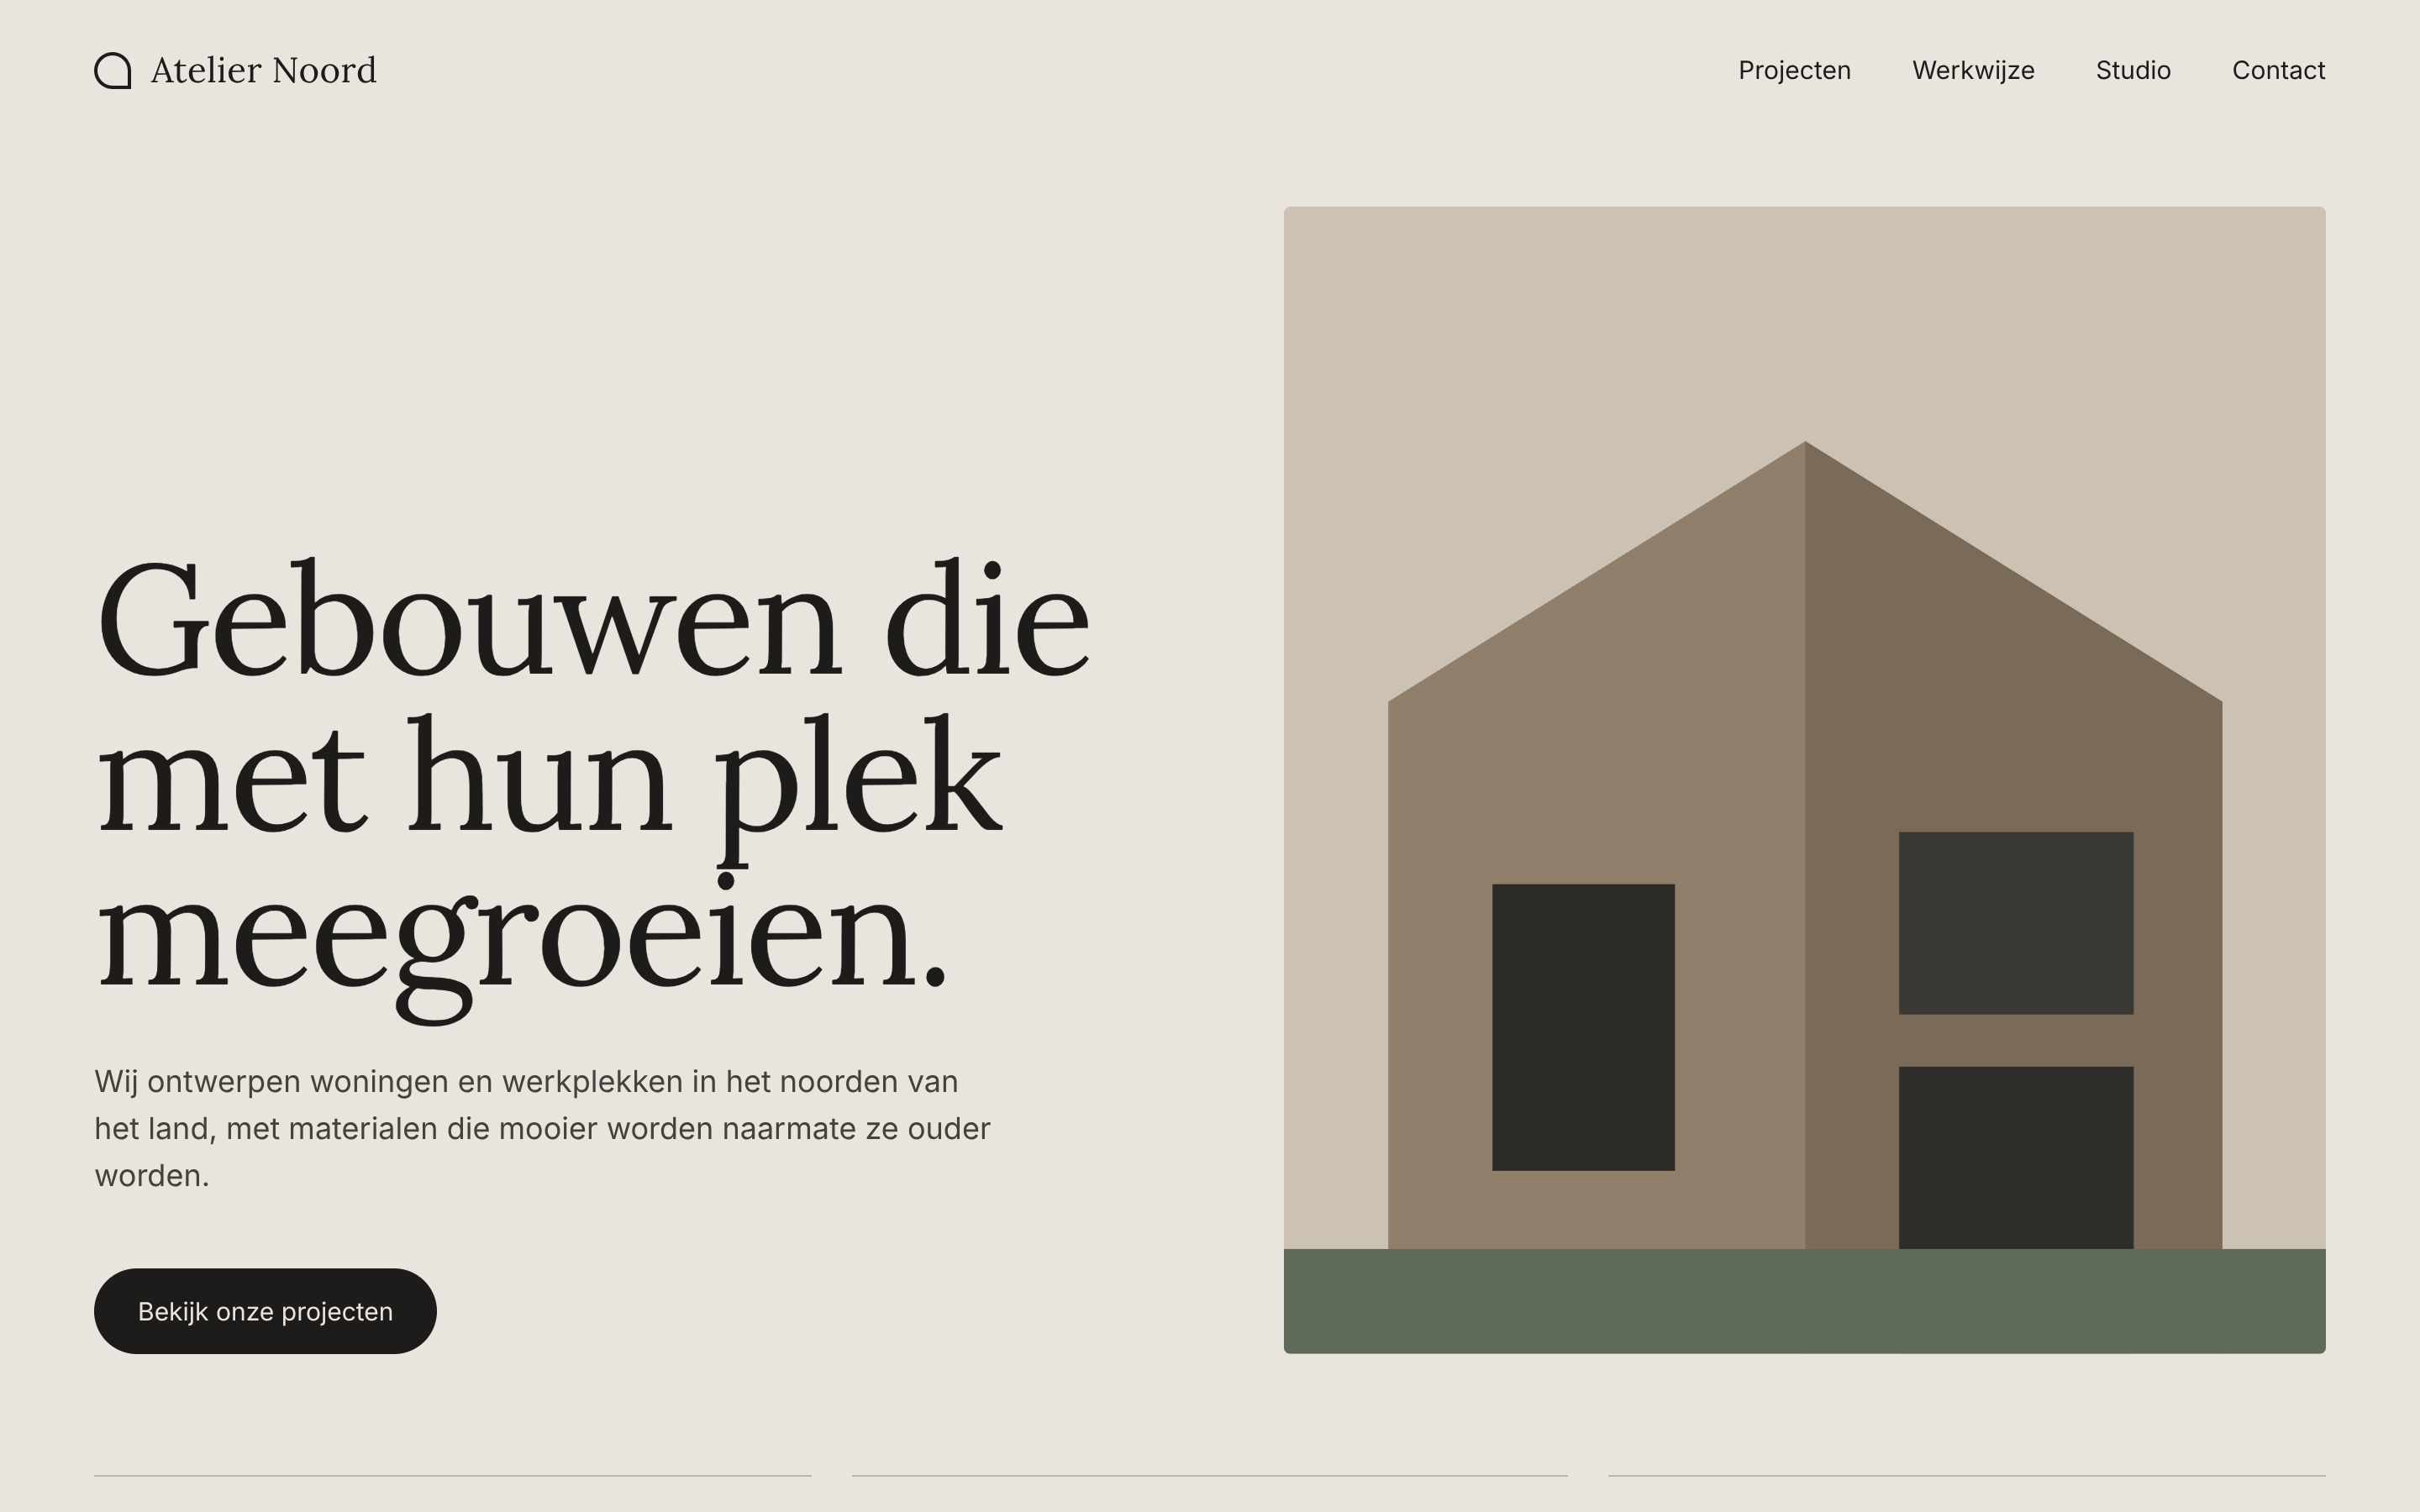 Atelier Noord
Projecten
Werkwijze
Studio
Contact
Gebouwen die
met hun plek
meegroeien.
Wij ontwerpen woningen en werkplekken in het noorden van
het land, met materialen die mooier worden naarmate ze ouder
worden.
Bekijk onze projecten